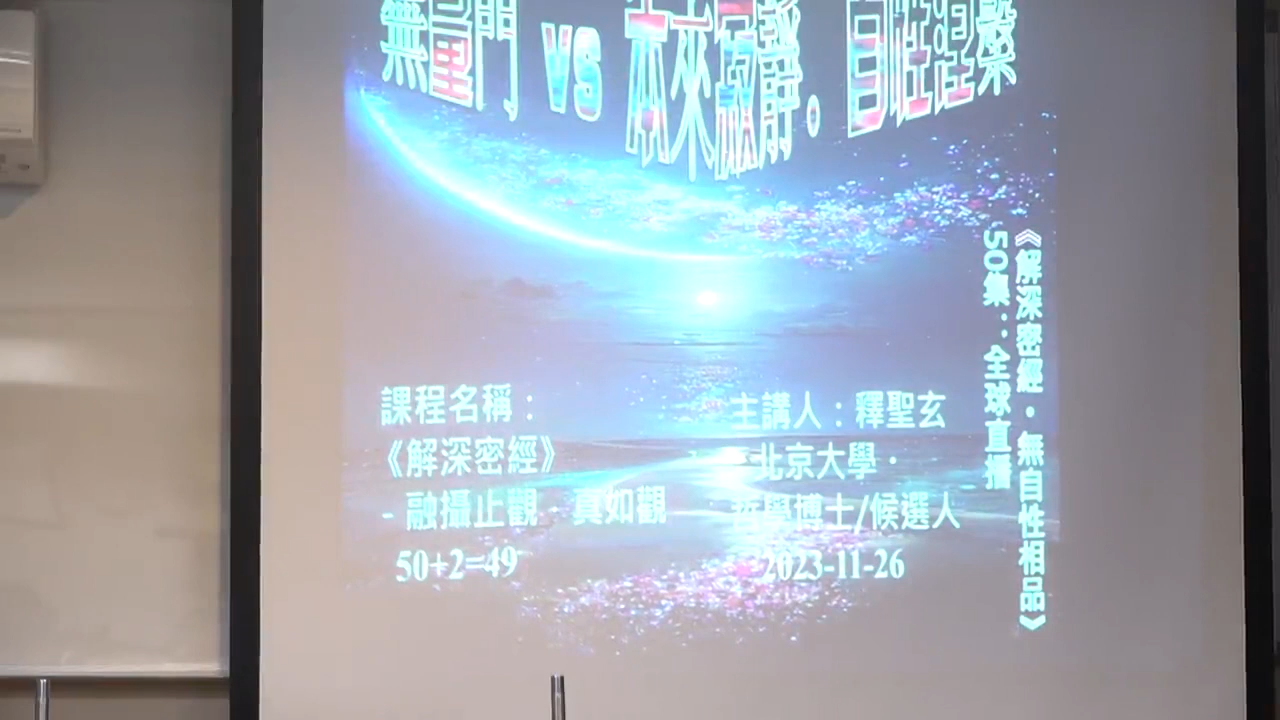 無量門 vs 本來寂靜．自性涅槃
《解深密經．無自性相品》
50集：全球直播
課程名稱：
《解深密經》
- 融攝止觀 - 真如觀
50+2=49
主講人：釋聖玄
- 北京大學．
哲學博士/候選人
2023-11-26